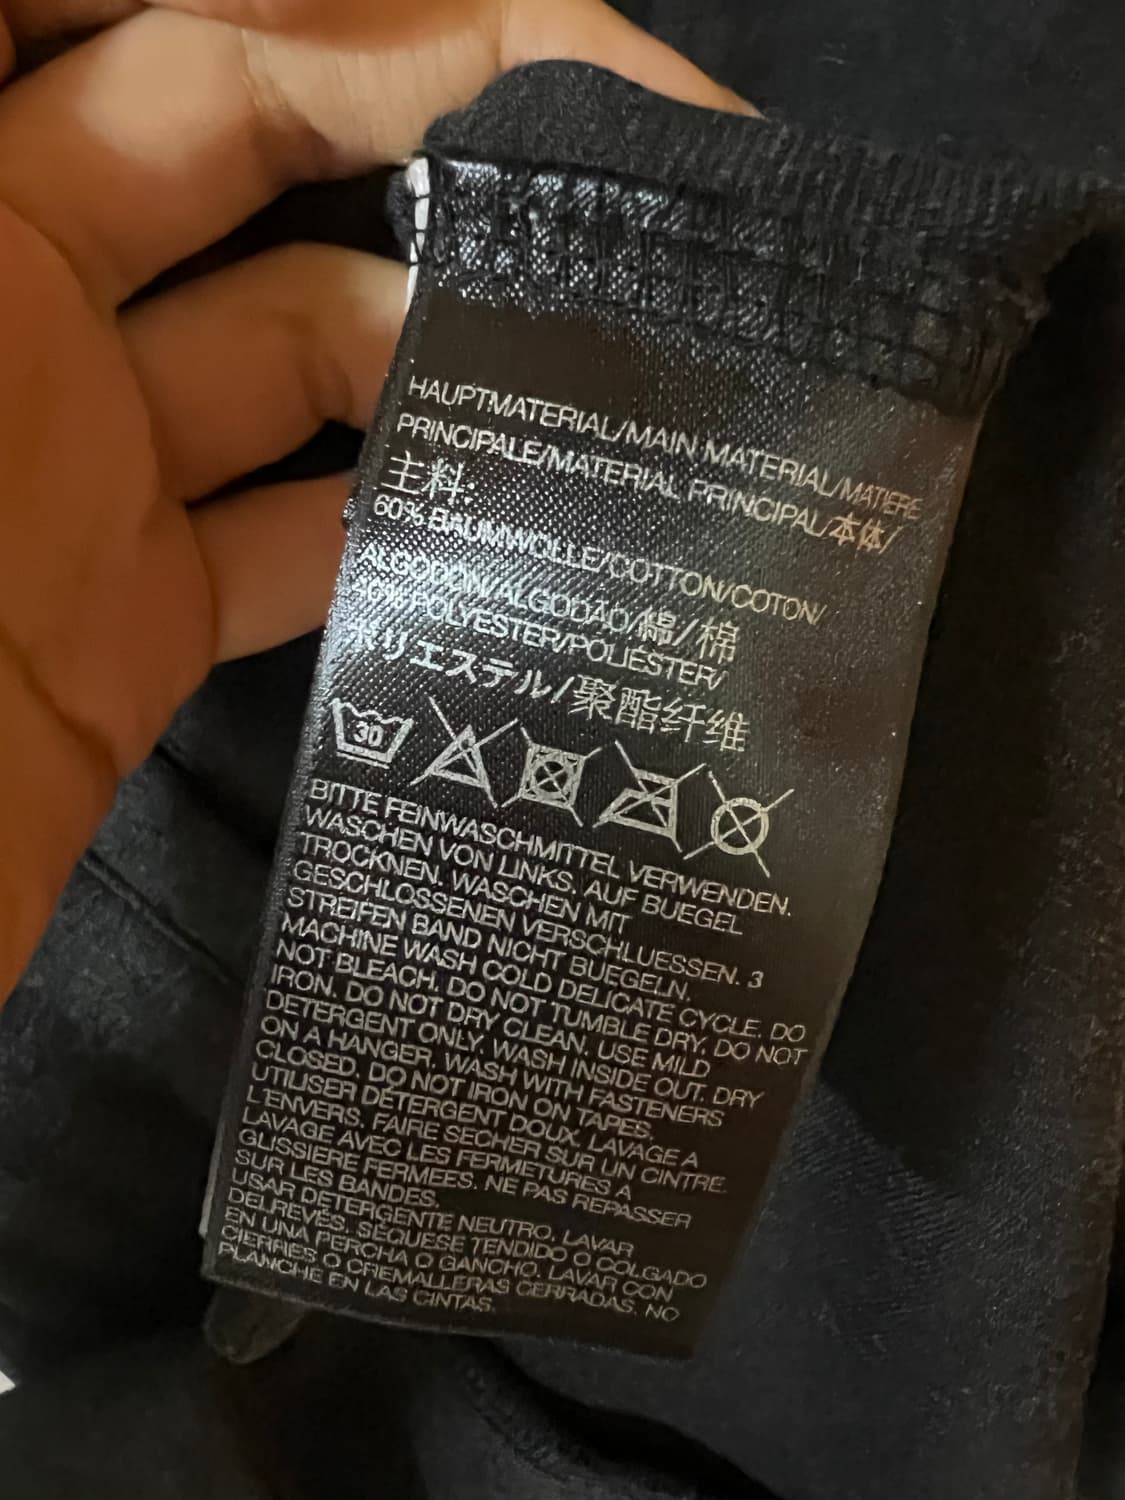 HAUPTMATERIAL/MAIN MATERIAL/MATIERE
PRINCIPALE/MATERIAL PRINCIPAL/本体/
主料:
60% BAUMWOLLE/COTTON/COTON/
ALGODON/ALGODÃO/綿/棉
40% POLYESTER/POLIESTER/
ポリエステル/聚酯纤维
30
BITTE FEINWASCHMITTEL VERWENDEN.
WASCHEN VON LINKS. AUF BUEGEL
TROCKNEN. WASCHEN MIT
GESCHLOSSENEN VERSCHLUESSEN. 3
STREIFEN BAND NICHT BUEGELN.
MACHINE WASH COLD DELICATE CYCLE. DO
NOT BLEACH. DO NOT TUMBLE DRY. DO NOT
IRON. DO NOT DRY CLEAN. USE MILD
DETERGENT ONLY. WASH INSIDE OUT. DRY
ON A HANGER. WASH WITH FASTENERS
CLOSED. DO NOT IRON ON TAPES.
UTILISER DÉTERGENT DOUX. LAVAGE A
L'ENVERS. FAIRE SECHER SUR UN CINTRE.
LAVAGE AVEC LES FERMETURES A
GLISSIERE FERMEES. NE PAS REPASSER
SUR LES BANDES.
USAR DETERGENTE NEUTRO. LAVAR
DELREVÉS. SÉQUESE TENDIDO O COLGADO
EN UNA PERCHA O GANCHO. LAVAR CON
CIERRES O CREMALLERAS CERRADAS. NO
PLANCHE EN LAS CINTAS.